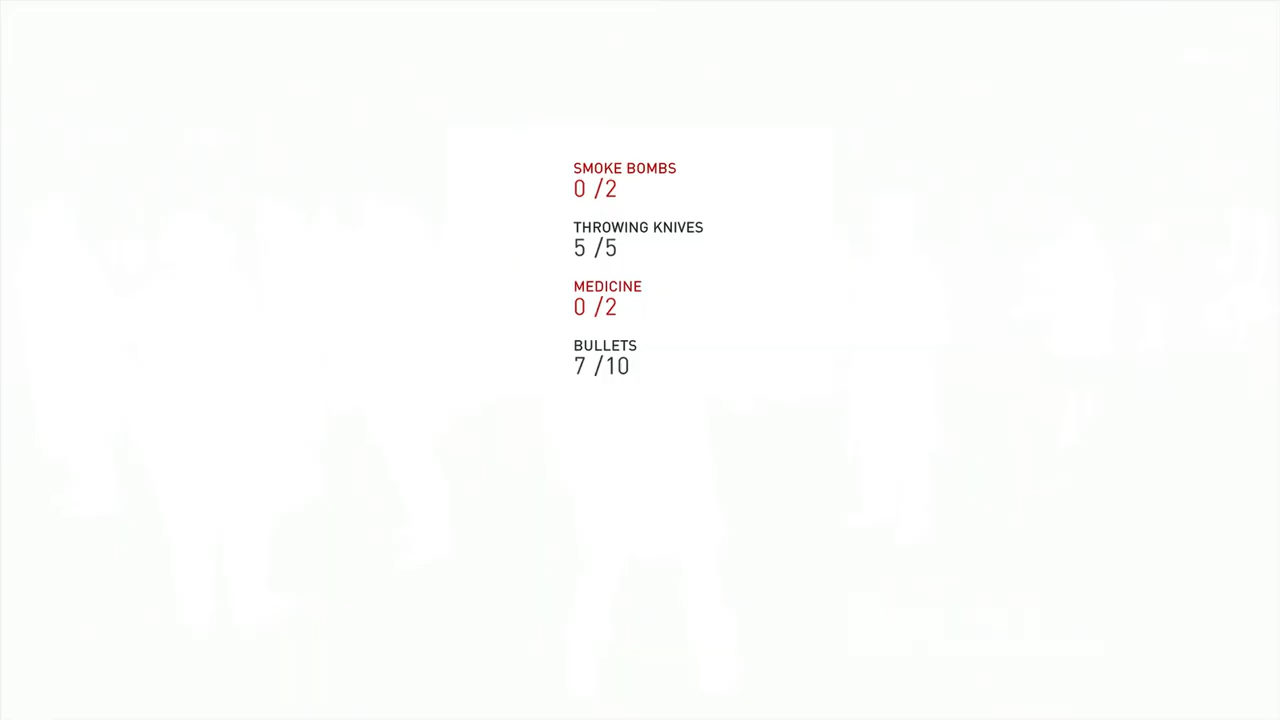 SMOKE BOMBS
0 /2
THROWING KNIVES
5 /5
MEDICINE
0 /2
BULLETS
7 /10